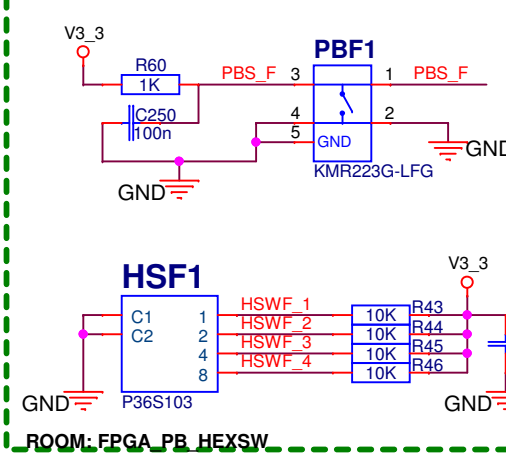 V3_3
PBF1
R60
1K
PBS_F 3
1 PBS_F
C250
100n
4
2
5
GND
GND
KMR223G-LFG
GND
HSF1
V3_3
C1
1
HSWF_1
10K
R43
C2
2
HSWF_2
10K
R44
4
HSWF_3
10K
R45
8
HSWF_4
10K
R46
GND
P36S103
GND
ROOM: FPGA_PB_HEXSW